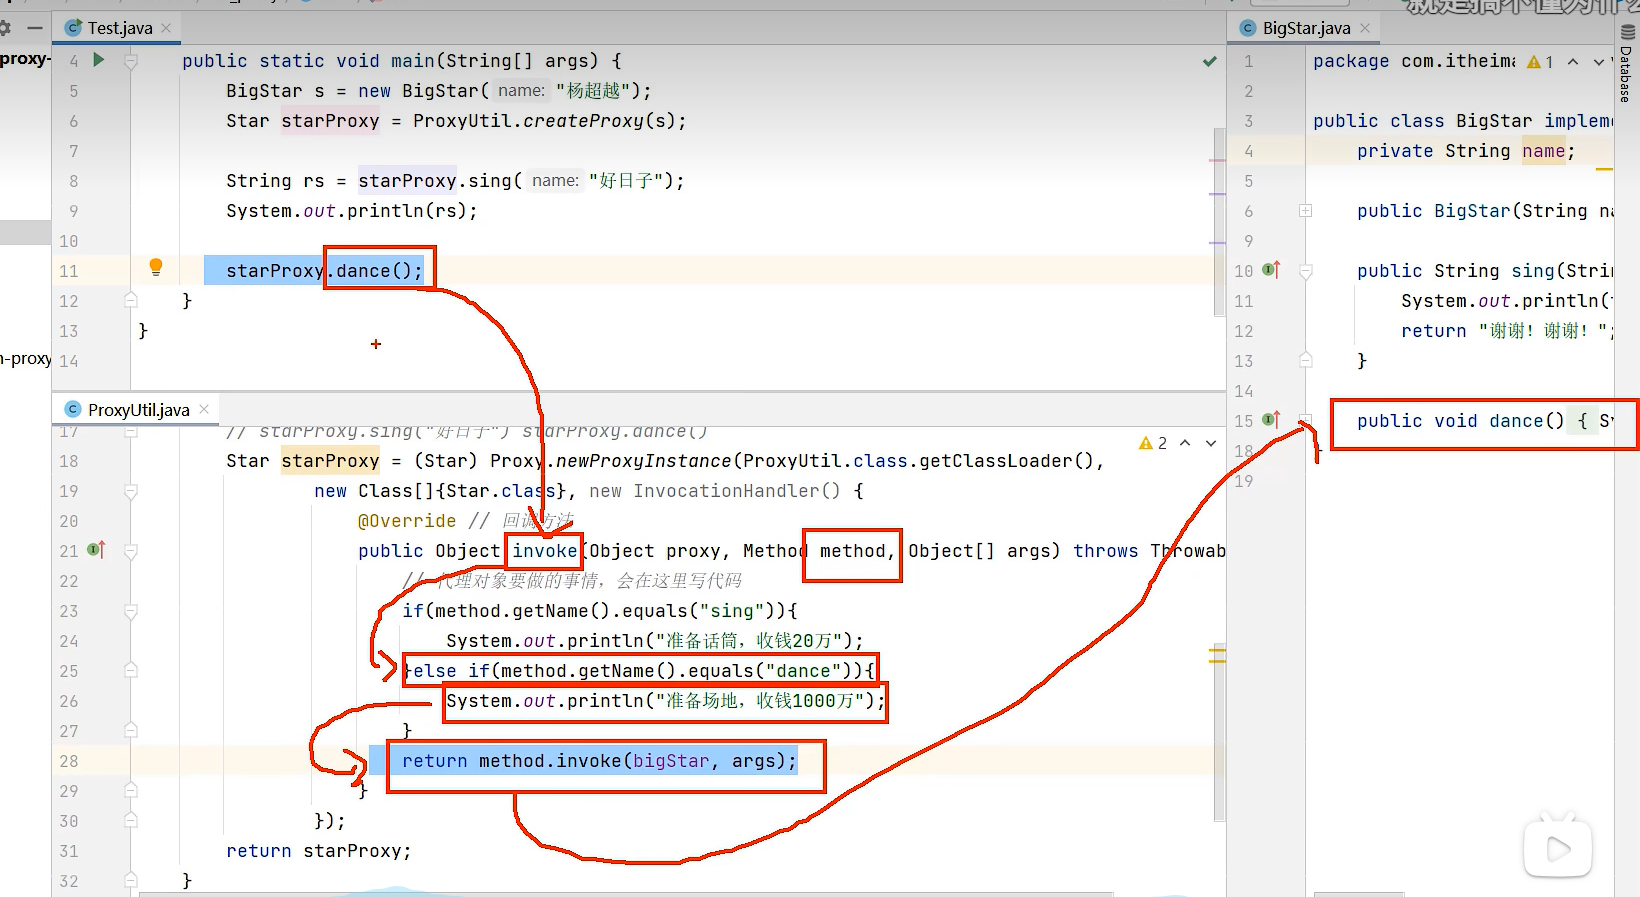 就是搞不懂为什么
Test.java
BigStar.java
proxy-
Database
4 public static void main(String[] args) {
5 BigStar s = new BigStar( name: "杨超越");
6 Star starProxy = ProxyUtil.createProxy(s);
7
8 String rs = starProxy.sing( name: "好日子");
9 System.out.println(rs);
10
11 starProxy.dance();
12 }
13 }
14
n-proxy
ProxyUtil.java
2
17 // starProxy.sing("好日子") starProxy.dance()
18 Star starProxy = (Star) Proxy.newProxyInstance(ProxyUtil.class.getClassLoader(),
19 new Class[]{Star.class}, new InvocationHandler() {
20 @Override // 回调方法
21 public Object invoke(Object proxy, Method method, Object[] args) throws Throwab
22 // 代理对象要做的事情，会在这里写代码
23 if(method.getName().equals("sing")){
24 System.out.println("准备话筒，收钱20万");
25 }else if(method.getName().equals("dance")){
26 System.out.println("准备场地，收钱1000万");
27 }
28 return method.invoke(bigStar, args);
29 }
30 });
31 return starProxy;
32 }
1 package com.itheima
1
2
3 public class BigStar impleme
4 private String name;
5
6 public BigStar(String na
9
10 public String sing(Strin
11 System.out.println(
12 return "谢谢！谢谢！";
13 }
14
15 public void dance() { Sy
18 }
19